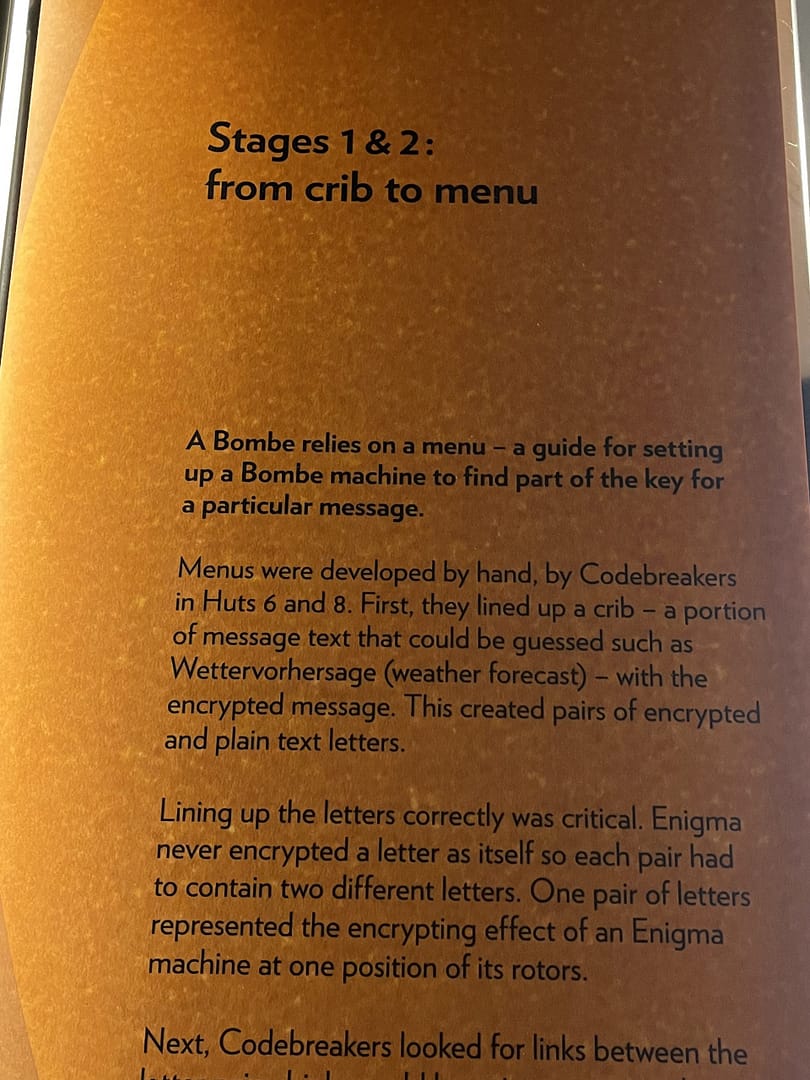 Stages 1 & 2:
from crib to menu
A Bombe relies on a menu – a guide for setting
up a Bombe machine to find part of the key for
a particular message.
Menus were developed by hand, by Codebreakers
in Huts 6 and 8. First, they lined up a crib – a portion
of message text that could be guessed such as
Wettervorhersage (weather forecast) – with the
encrypted message. This created pairs of encrypted
and plain text letters.
Lining up the letters correctly was critical. Enigma
never encrypted a letter as itself so each pair had
to contain two different letters. One pair of letters
represented the encrypting effect of an Enigma
machine at one position of its rotors.
Next, Codebreakers looked for links between the